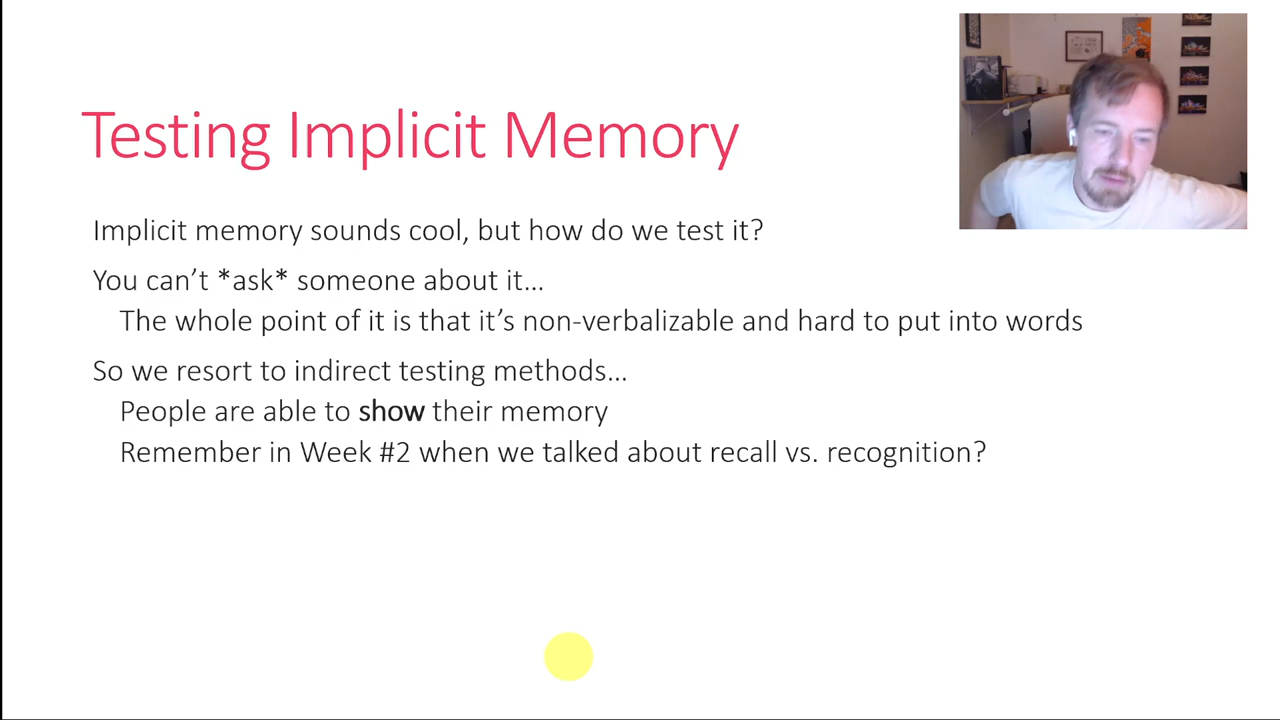 Testing Implicit Memory
Implicit memory sounds cool, but how do we test it?
You can’t *ask* someone about it…
The whole point of it is that it’s non-verbalizable and hard to put into words
So we resort to indirect testing methods…
People are able to show their memory
Remember in Week #2 when we talked about recall vs. recognition?